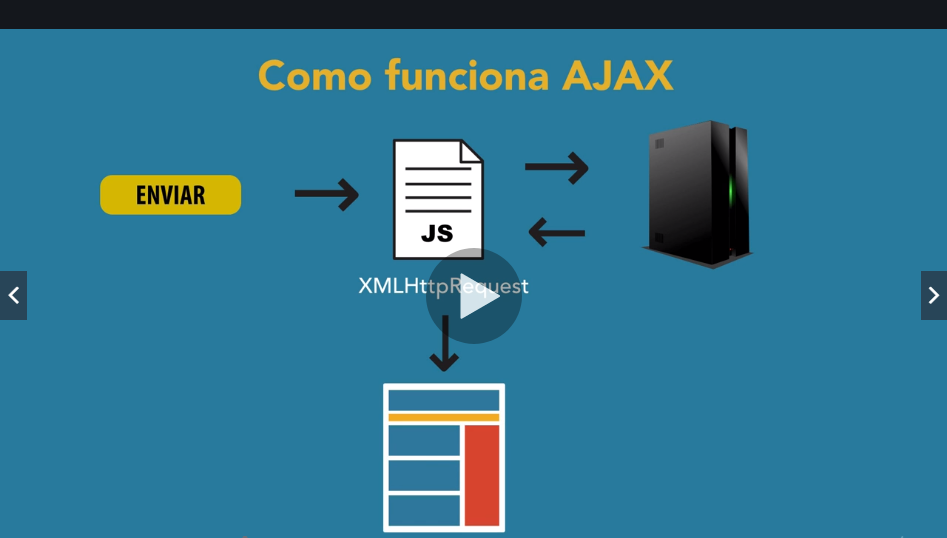 Como funciona AJAX
ENVIAR
JS
XMLHttpRequest